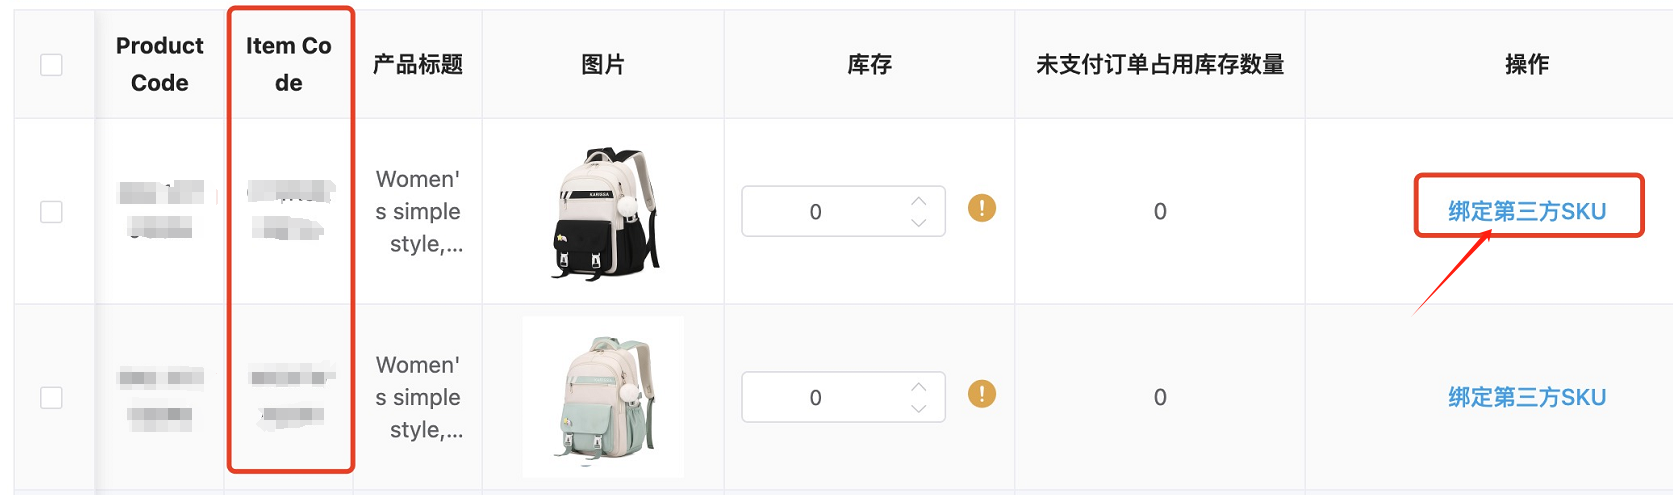 Product
Code
Item Co
de
产品标题
图片
库存
未支付订单占用库存数量
操作
Women'
s simple
style,...
0
0
绑定第三方SKU
Women'
s simple
style,...
0
0
绑定第三方SKU